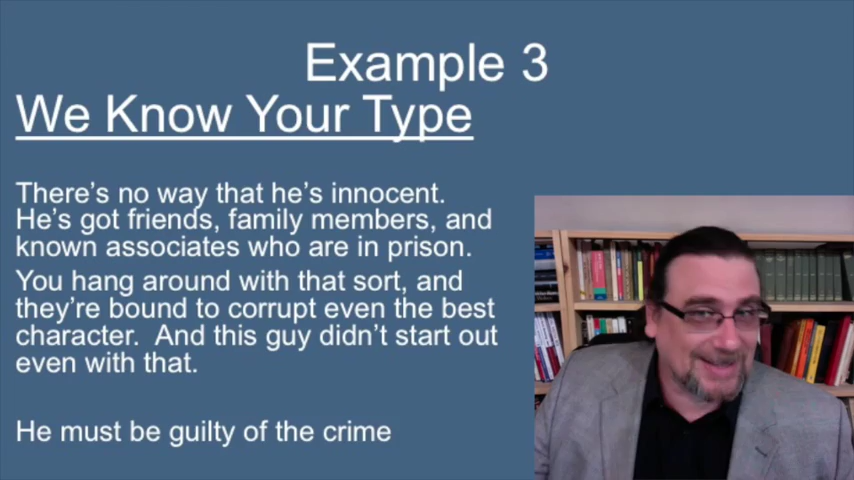 Example 3
We Know Your Type
There's no way that he's innocent.
He's got friends, family members, and
known associates who are in prison.
You hang around with that sort, and
they're bound to corrupt even the best
character.  And this guy didn't start out
even with that.
He must be guilty of the crime